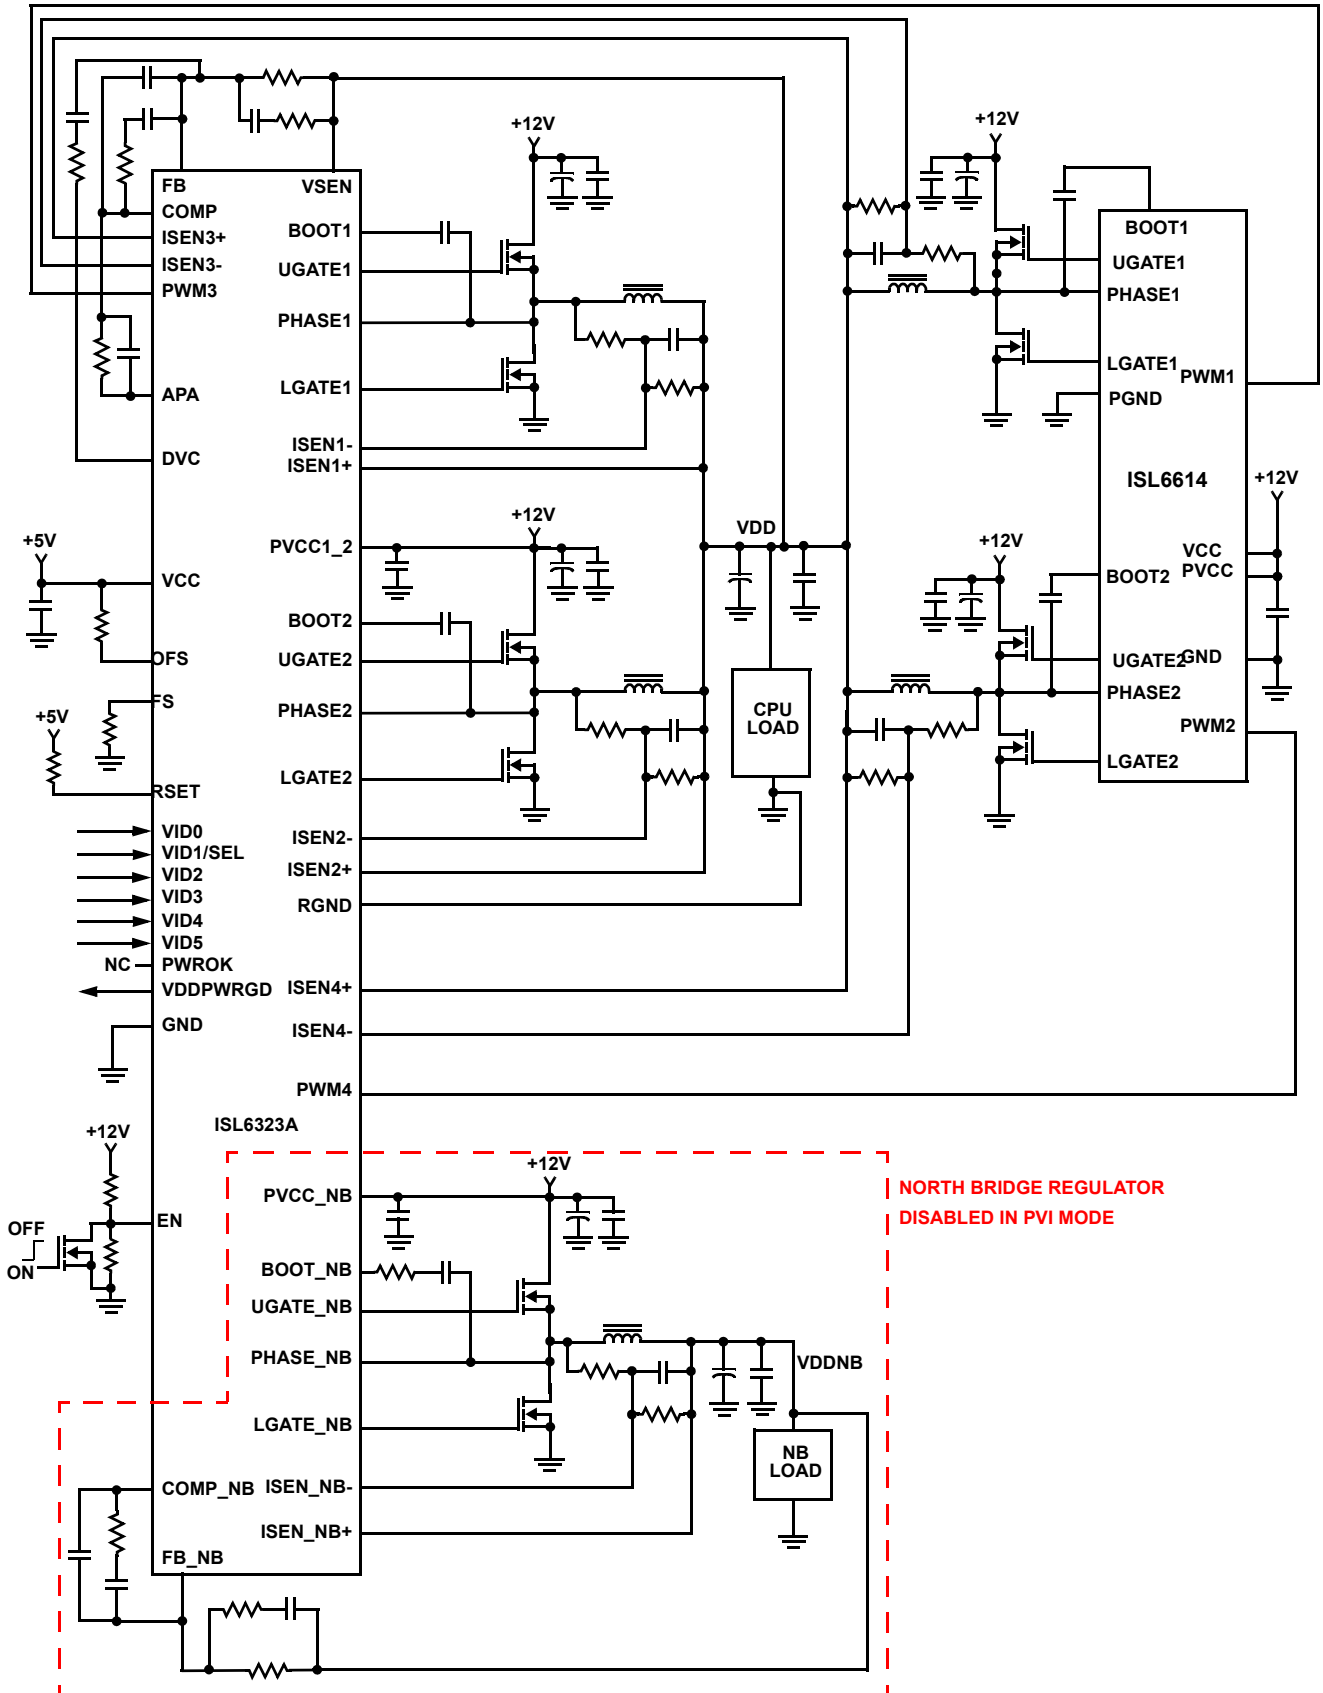 +12V
+12V
FB
VSEN
COMP
ISEN3+
ISEN3-
PWM3
APA
DVC
+5V
VCC
OFS
FS
+5V
RSET
VID0
VID1/SEL
VID2
VID3
VID4
VID5
NC
PWROK
VDDPWRGD
GND
+12V
EN
OFF
ON
BOOT1
UGATE1
PHASE1
LGATE1
ISEN1-
ISEN1+
+12V
PVCC1_2
BOOT2
UGATE2
PHASE2
LGATE2
ISEN2-
ISEN2+
RGND
ISEN4+
ISEN4-
PWM4
ISL6323A
VDD
CPU
LOAD
BOOT1
UGATE1
PHASE1
LGATE1
PWM1
PGND
ISL6614
+12V
+12V
VCC
PVCC
BOOT2
UGATE2
GND
PHASE2
PWM2
LGATE2
+12V
NORTH BRIDGE REGULATOR
DISABLED IN PVI MODE
PVCC_NB
BOOT_NB
UGATE_NB
PHASE_NB
VDDNB
LGATE_NB
NB
LOAD
COMP_NB
ISEN_NB-
ISEN_NB+
FB_NB